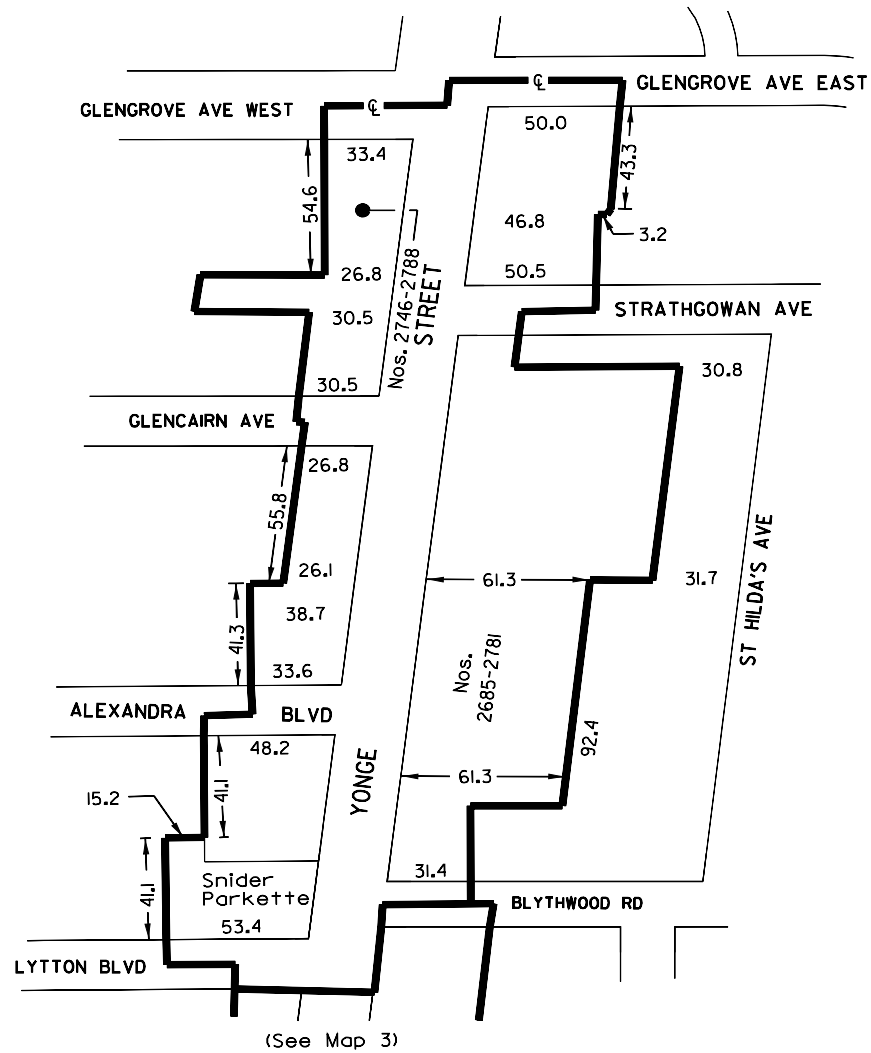 GLENGROVE AVE EAST
℄
GLENGROVE AVE WEST
℄
50.0
33.4
43.3
54.6
46.8
3.2
26.8
50.5
Nos. 2746-2788
STREET
30.5
STRATHGOWAN AVE
30.5
30.8
GLENCAIRN AVE
26.8
55.8
26.1
61.3
31.7
ST HILDA'S AVE
38.7
41.3
33.6
Nos.
2685-2781
ALEXANDRA BLVD
48.2
92.4
YONGE
61.3
41.1
15.2
31.4
Snider
Parkette
41.1
53.4
BLYTHWOOD RD
LYTTON BLVD
(See Map 3)